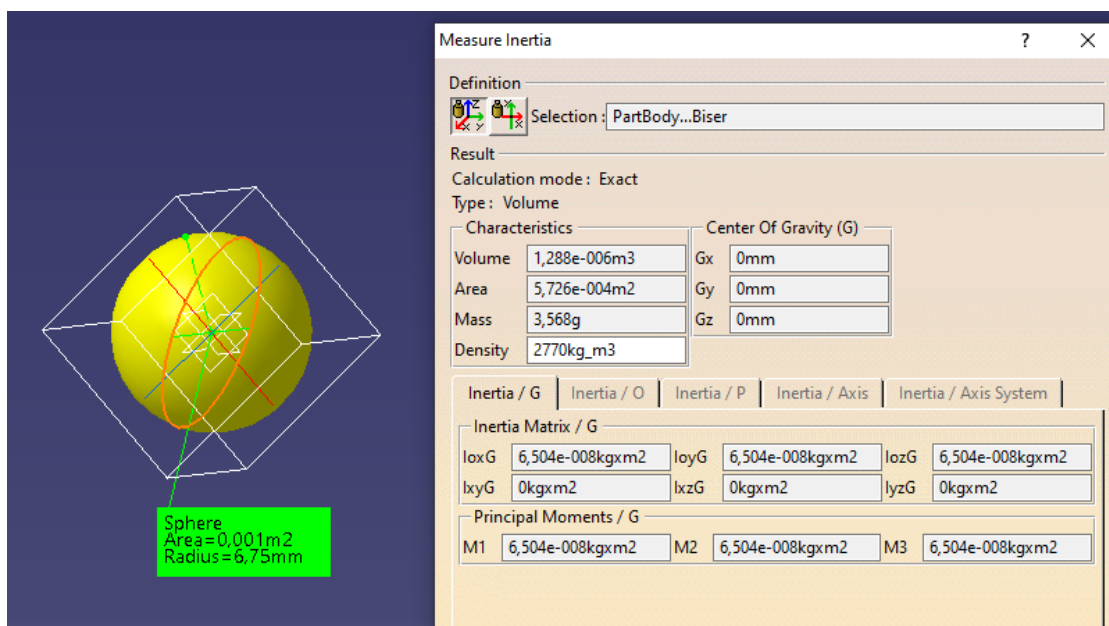 Measure Inertia ? ×
Definition
Selection : PartBody...Biser
Result
Calculation mode : Exact
Type : Volume
Characteristics Center Of Gravity (G)
Volume 1,288e-006m3 Gx 0mm
Area 5,726e-004m2 Gy 0mm
Mass 3,568g Gz 0mm
Density 2770kg_m3
Inertia / G Inertia / O Inertia / P Inertia / Axis Inertia / Axis System
Inertia Matrix / G
IoxG 6,504e-008kgxm2 IoyG 6,504e-008kgxm2 IozG 6,504e-008kgxm2
IxyG 0kgxm2 IxzG 0kgxm2 IyzG 0kgxm2
Principal Moments / G
M1 6,504e-008kgxm2 M2 6,504e-008kgxm2 M3 6,504e-008kgxm2
Sphere
Area=0,001m2
Radius=6,75mm